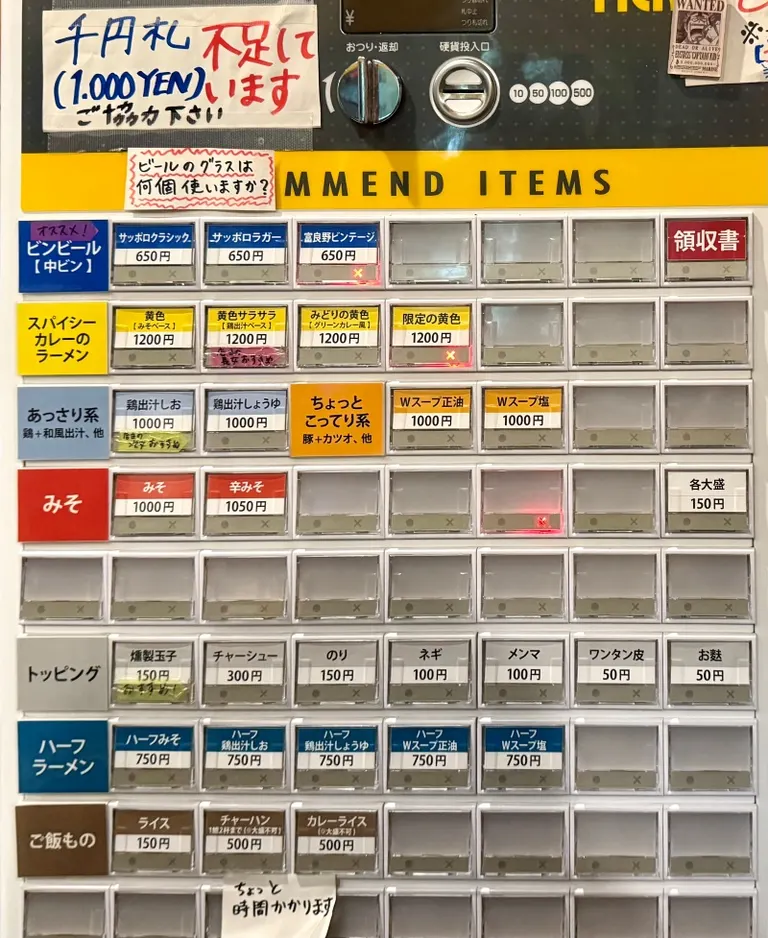 千円札 不足して
(1.000YEN) います
ご協力下さい
¥
おつり・返却
硬貨投入口
10 50 100 500
WANTED
DEAD OR ALIVE
ビールのグラスは
何個使いますか?
MMEND ITEMS
オススメ!
ビンビール
【中ビン】
サッポロクラシック
650円
サッポロラガー
650円
富良野ビンテージ
650円
領収書
スパイシー
カレーの
ラーメン
黄色
【みそベース】
1200円
黄色サラサラ
【鶏出汁ベース】
1200円
みどりの黄色
【グリーンカレー風】
1200円
限定の黄色
1200円
あっさり系
鶏+和風出汁、他
鶏出汁しお
1000円
鶏出汁しょうゆ
1000円
ちょっと
こってり系
豚+カツオ、他
Wスープ正油
1000円
Wスープ塩
1000円
みそ
みそ
1000円
辛みそ
1050円
各大盛
150円
トッピング
燻製玉子
150円
おすすめ!
チャーシュー
300円
のり
150円
ネギ
100円
メンマ
100円
ワンタン皮
50円
お麩
50円
ハーフ
ラーメン
ハーフみそ
750円
ハーフ
鶏出汁しお
750円
ハーフ
鶏出汁しょうゆ
750円
ハーフ
Wスープ正油
750円
ハーフ
Wスープ塩
750円
ご飯もの
ライス
150円
チャーハン
1組2杯まで(※大盛不可)
500円
カレーライス
(※大盛不可)
500円
ちょっと
時間かかります